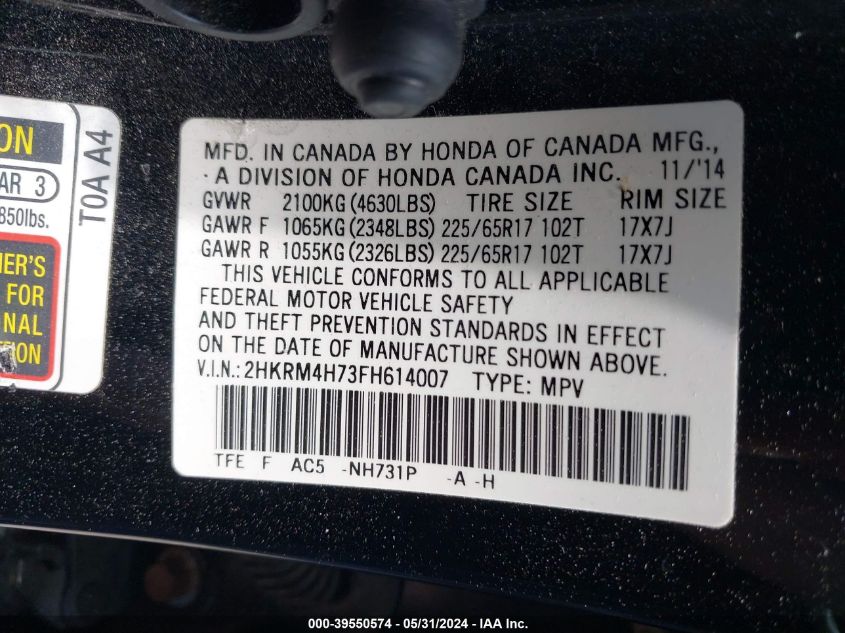 ON
AR 3
850lbs.
ER'S
FOR
NAL
TION
T0A A4
MFD. IN CANADA BY HONDA OF CANADA MFG.,
A DIVISION OF HONDA CANADA INC. 11/'14
GVWR 2100KG (4630LBS) TIRE SIZE RIM SIZE
GAWR F 1065KG (2348LBS) 225/65R17 102T 17X7J
GAWR R 1055KG (2326LBS) 225/65R17 102T 17X7J
THIS VEHICLE CONFORMS TO ALL APPLICABLE
FEDERAL MOTOR VEHICLE SAFETY
AND THEFT PREVENTION STANDARDS IN EFFECT
ON THE DATE OF MANUFACTURE SHOWN ABOVE.
V.I.N.: 2HKRM4H73FH614007 TYPE: MPV
TFE F AC5 -NH731P -A -H
000-39550574 - 05/31/2024 - IAA Inc.